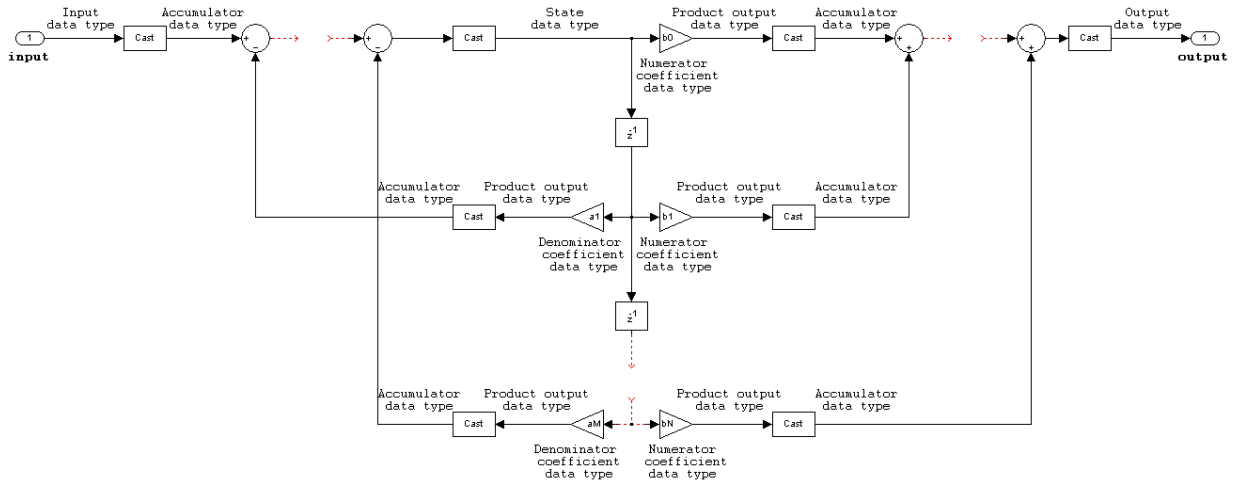 Input
data type
Accumulator
data type
State
data type
Product output
data type
Accumulator
data type
Output
data type
1
input
Cast
+
−
+
−
Cast
b0
Cast
+
+
+
+
Cast
1
output
Numerator
coefficient
data type
z-1
Accumulator
data type
Product output
data type
Product output
data type
Accumulator
data type
Cast
a1
b1
Cast
Denominator
coefficient
data type
Numerator
coefficient
data type
z-1
Accumulator
data type
Product output
data type
Product output
data type
Accumulator
data type
Cast
aM
bN
Cast
Denominator
coefficient
data type
Numerator
coefficient
data type